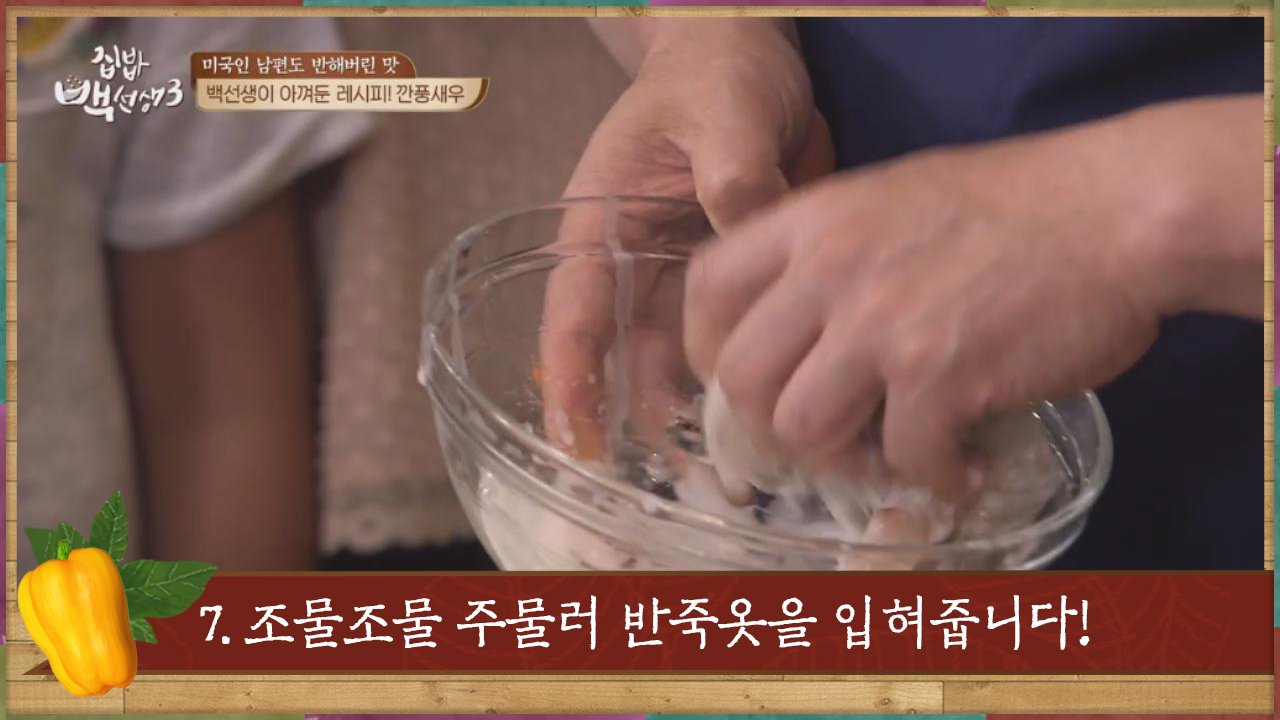 집밥
백선생3
미국인 남편도 반해버린 맛
백선생이 아껴둔 레시피! 깐풍새우
7. 조물조물 주물러 반죽옷을 입혀줍니다!